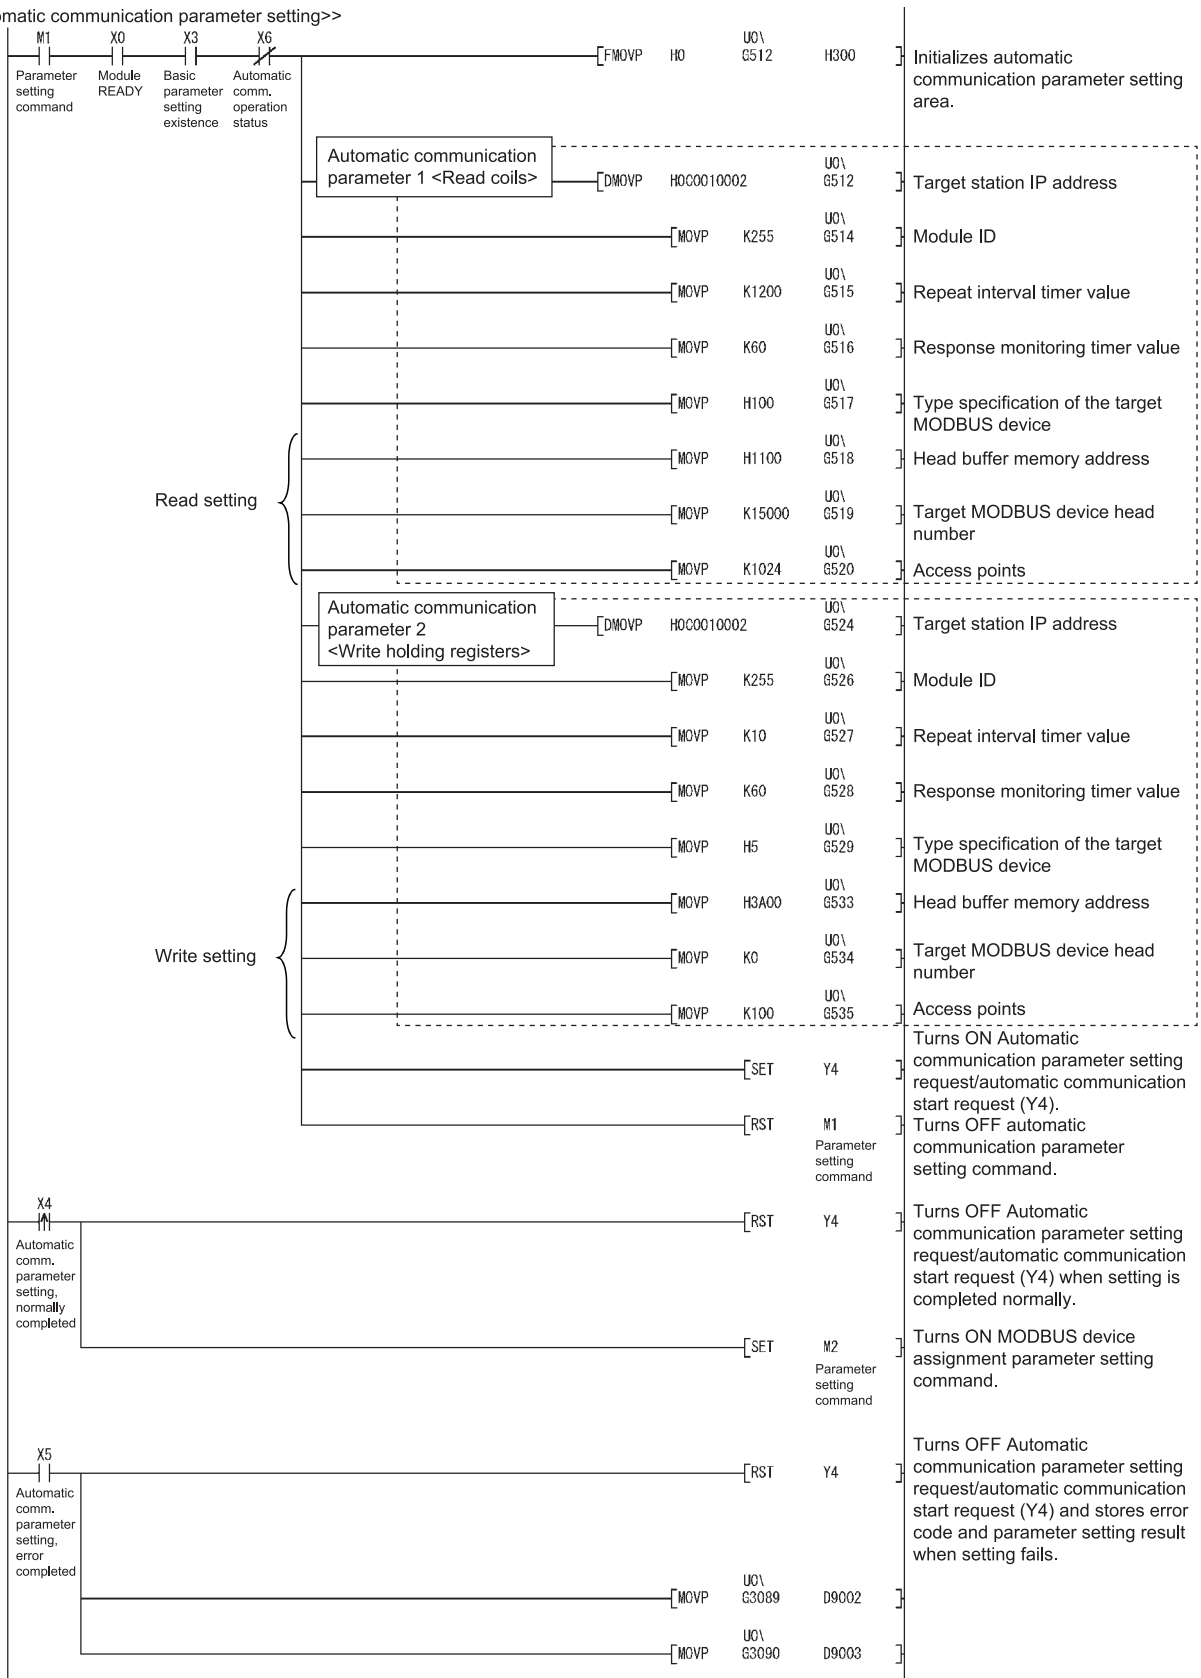 omatic communication parameter setting>>
M1 X0 X3 X6
Parameter setting command
Module READY
Basic parameter setting existence
Automatic comm. operation status
U0\
[FMOVP H0 G512 H300 ]
Initializes automatic
communication parameter setting
area.
Automatic communication
parameter 1 <Read coils>
U0\
[DMOVP H0C0010002 G512 ] Target station IP address
U0\
[MOVP K255 G514 ] Module ID
U0\
[MOVP K1200 G515 ] Repeat interval timer value
U0\
[MOVP K60 G516 ] Response monitoring timer value
U0\
[MOVP H100 G517 ] Type specification of the target
MODBUS device
Read setting
U0\
[MOVP H1100 G518 ] Head buffer memory address
U0\
[MOVP K15000 G519 ] Target MODBUS device head
number
U0\
[MOVP K1024 G520 ] Access points
Automatic communication
parameter 2
<Write holding registers>
U0\
[DMOVP H0C0010002 G524 ] Target station IP address
U0\
[MOVP K255 G526 ] Module ID
U0\
[MOVP K10 G527 ] Repeat interval timer value
U0\
[MOVP K60 G528 ] Response monitoring timer value
U0\
[MOVP H5 G529 ] Type specification of the target
MODBUS device
Write setting
U0\
[MOVP H3A00 G533 ] Head buffer memory address
U0\
[MOVP K0 G534 ] Target MODBUS device head
number
U0\
[MOVP K100 G535 ] Access points
[SET Y4 ]
Turns ON Automatic
communication parameter setting
request/automatic communication
start request (Y4).
[RST M1 ]
Parameter
setting
command
Turns OFF automatic
communication parameter
setting command.
X4
Automatic
comm.
parameter
setting,
normally
completed
[RST Y4 ]
Turns OFF Automatic
communication parameter setting
request/automatic communication
start request (Y4) when setting is
completed normally.
[SET M2 ]
Parameter
setting
command
Turns ON MODBUS device
assignment parameter setting
command.
X5
Automatic
comm.
parameter
setting,
error
completed
[RST Y4 ]
Turns OFF Automatic
communication parameter setting
request/automatic communication
start request (Y4) and stores error
code and parameter setting result
when setting fails.
U0\
[MOVP G3089 D9002 ]
U0\
[MOVP G3090 D9003 ]